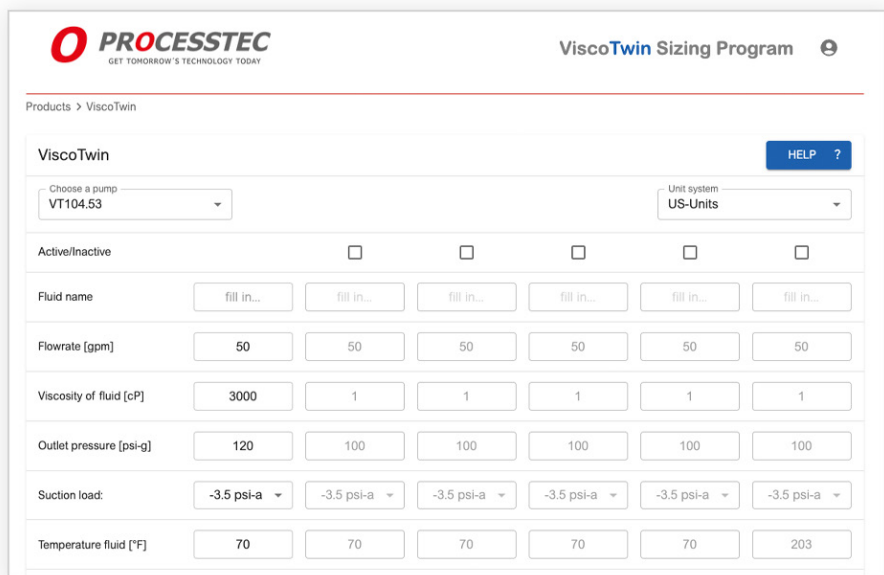 PROCESSTEC
GET TOMORROW'S TECHNOLOGY TODAY
ViscoTwin Sizing Program
Products > ViscoTwin
ViscoTwin
HELP ?
Choose a pump
VT104.53
Unit system
US-Units
Active/Inactive
Fluid name fill in... fill in... fill in... fill in... fill in... fill in...
Flowrate [gpm] 50 50 50 50 50 50
Viscosity of fluid [cP] 3000 1 1 1 1 1
Outlet pressure [psi-g] 120 100 100 100 100 100
Suction load: -3.5 psi-a -3.5 psi-a -3.5 psi-a -3.5 psi-a -3.5 psi-a -3.5 psi-a
Temperature fluid [°F] 70 70 70 70 70 203